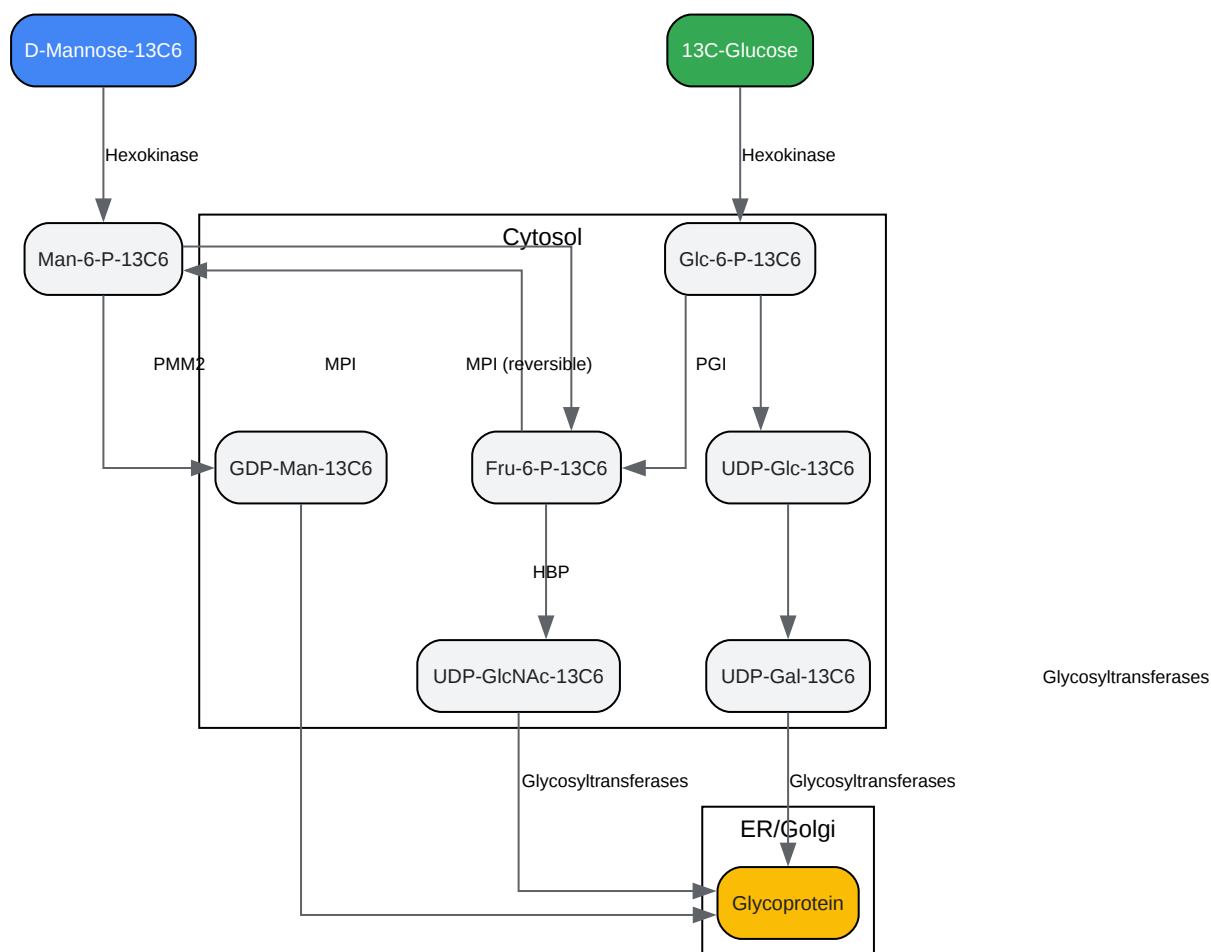 D-Mannose-13C6
13C-Glucose
Hexokinase
Hexokinase
Cytosol
Man-6-P-13C6
Glc-6-P-13C6
PMM2
MPI
MPI (reversible)
PGI
GDP-Man-13C6
Fru-6-P-13C6
UDP-Glc-13C6
HBP
UDP-GlcNAc-13C6
UDP-Gal-13C6
Glycosyltransferases
Glycosyltransferases
Glycosyltransferases
ER/Golgi
Glycoprotein